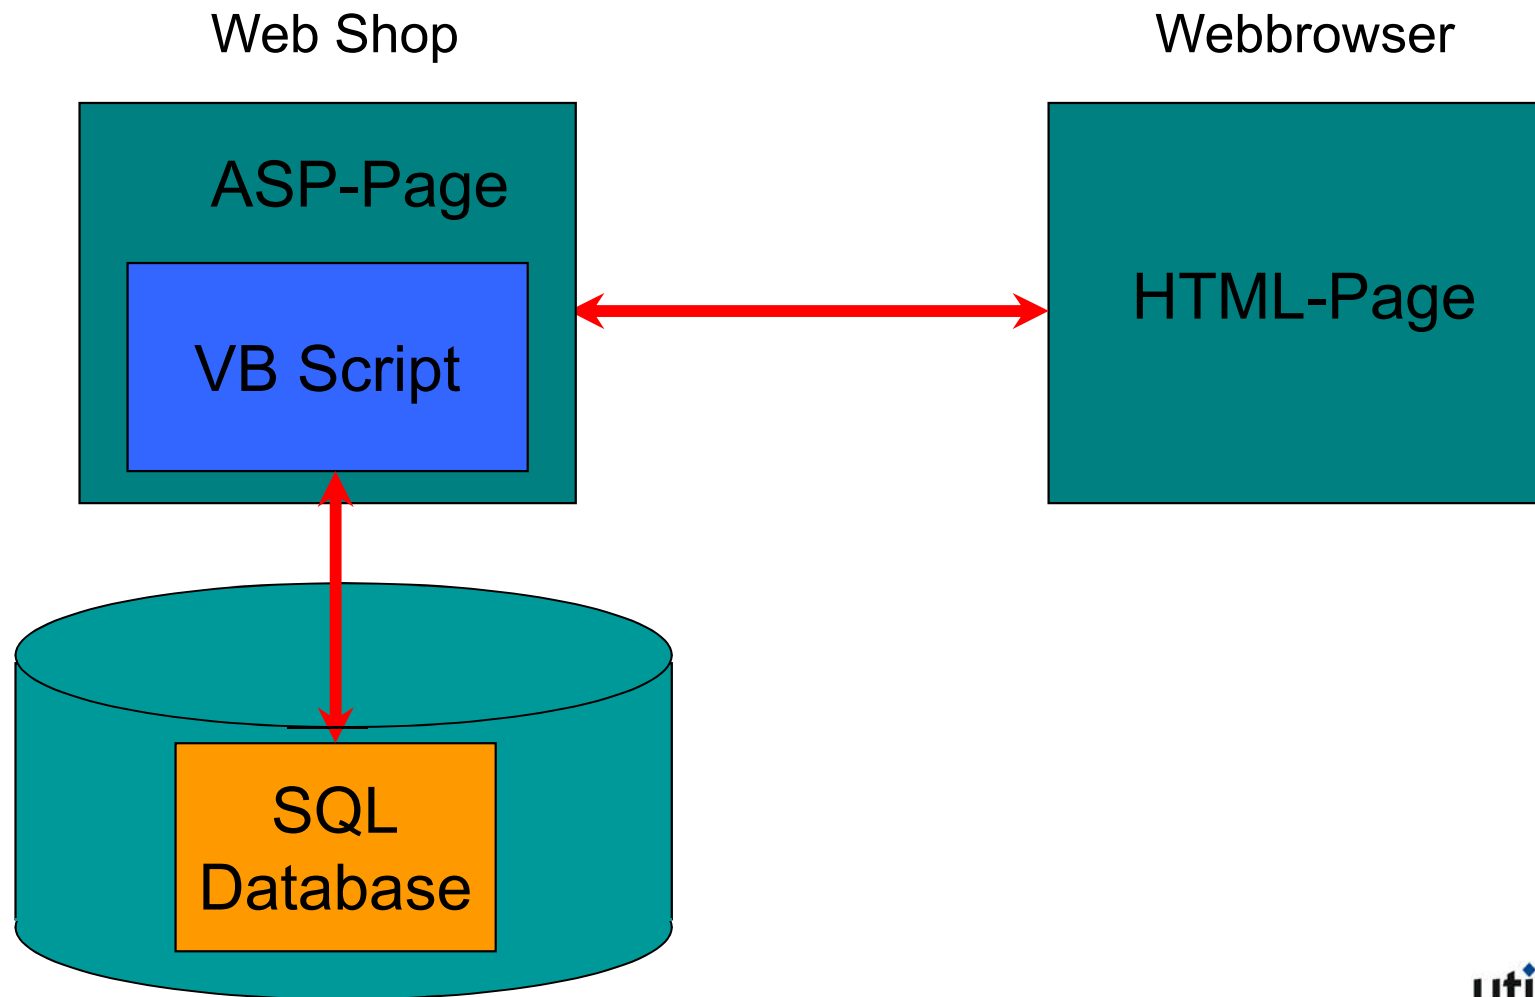 Web Shop
Webbrowser
ASP-Page
HTML-Page
VB Script
SQL
Database